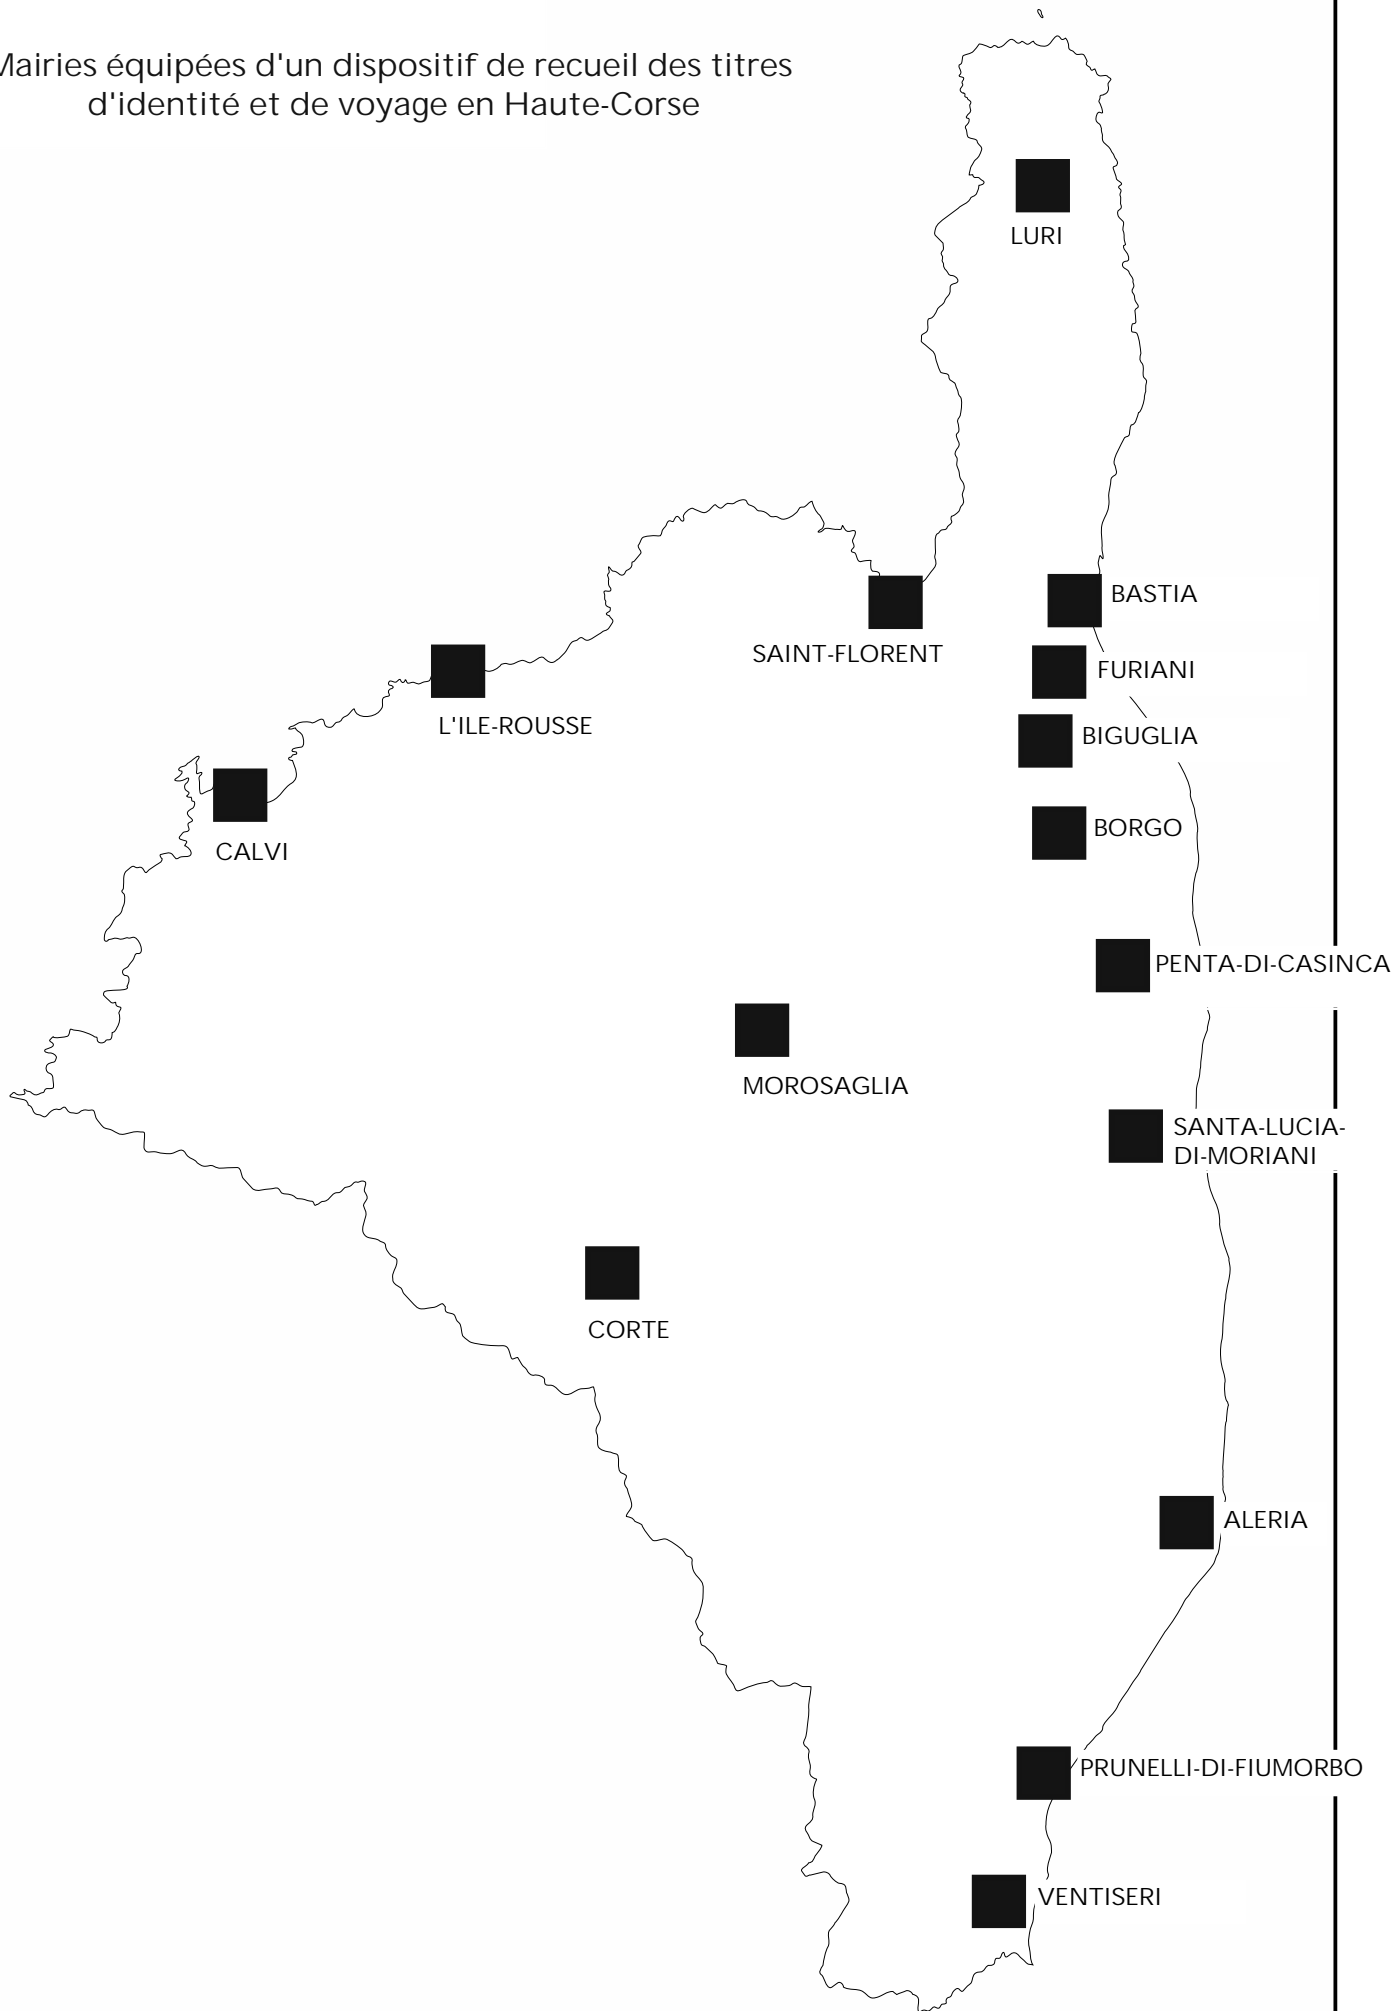 Mairies équipées d'un dispositif de recueil des titres
d'identité et de voyage en Haute-Corse
LURI
BASTIA
SAINT-FLORENT
FURIANI
L'ILE-ROUSSE
BIGUGLIA
BORGO
CALVI
PENTA-DI-CASINCA
MOROSAGLIA
SANTA-LUCIA-
DI-MORIANI
CORTE
ALERIA
PRUNELLI-DI-FIUMORBO
VENTISERI